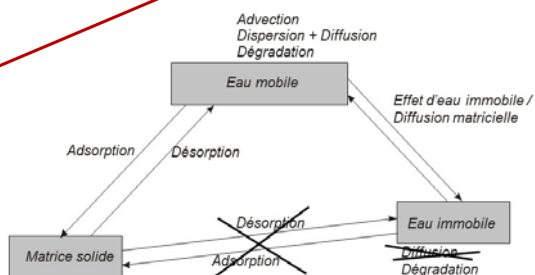 Advection
Dispersion + Diffusion
Dégradation
Eau mobile
Effet d'eau immobile /
Diffusion matricielle
Adsorption
Désorption
Désorption
Eau immobile
Adsorption
Matrice solide
Diffusion
Dégradation